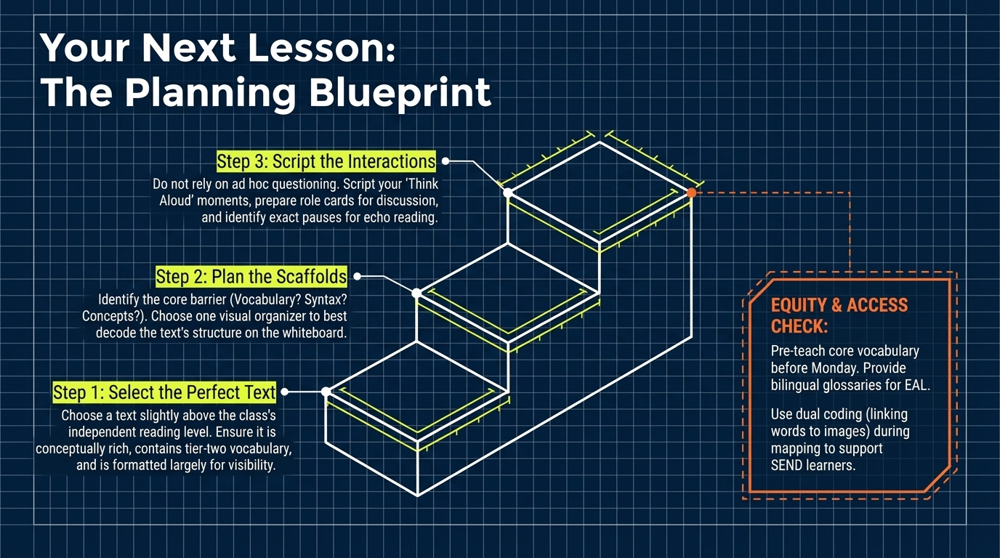 Your Next Lesson:
The Planning Blueprint
Step 3: Script the Interactions
Do not rely on ad hoc questioning. Script your 'Think
Aloud' moments, prepare role cards for discussion,
and identify exact pauses for echo reading.
Step 2: Plan the Scaffolds
Identify the core barrier (Vocabulary? Syntax?
Concepts?). Choose one visual organizer to best
decode the text's structure on the whiteboard.
Step 1: Select the Perfect Text
Choose a text slightly above the class's
independent reading level. Ensure it is
conceptually rich, contains tier-two vocabulary,
and is formatted largely for visibility.
EQUITY & ACCESS
CHECK:
Pre-teach core vocabulary
before Monday. Provide
bilingual glossaries for EAL.
Use dual coding (linking
words to images) during
mapping to support
SEND learners.